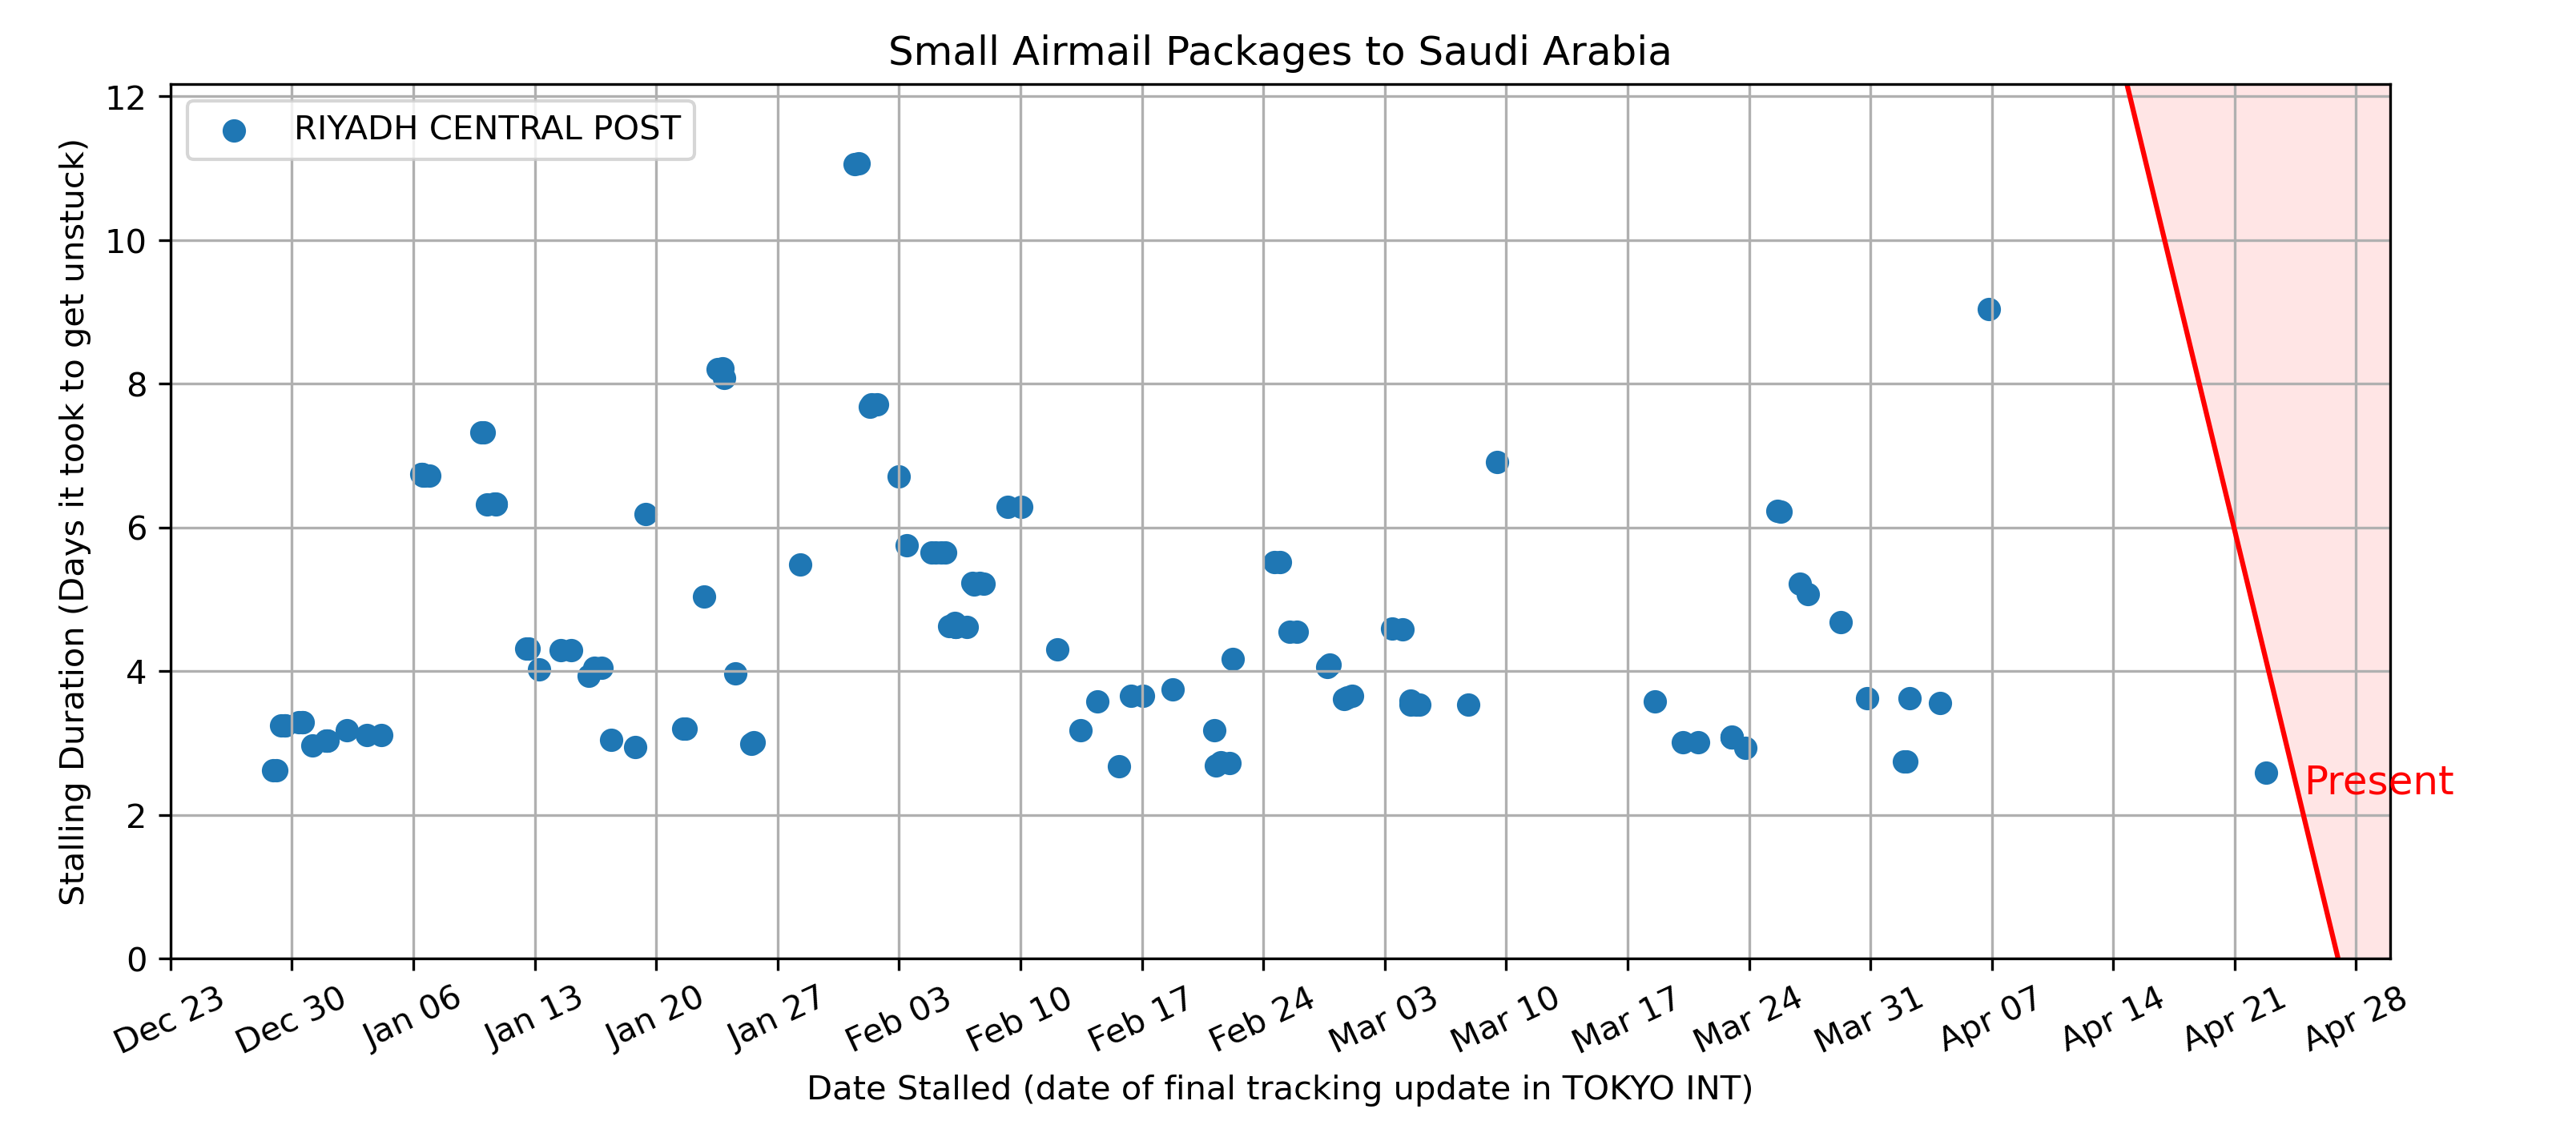 Small Airmail Packages to Saudi Arabia
RIYADH CENTRAL POST
Stalling Duration (Days it took to get unstuck)
12
10
8
6
4
2
0
Present
Dec 23
Dec 30
Jan 06
Jan 13
Jan 20
Jan 27
Feb 03
Feb 10
Feb 17
Feb 24
Mar 03
Mar 10
Mar 17
Mar 24
Mar 31
Apr 07
Apr 14
Apr 21
Apr 28
Date Stalled (date of final tracking update in TOKYO INT)